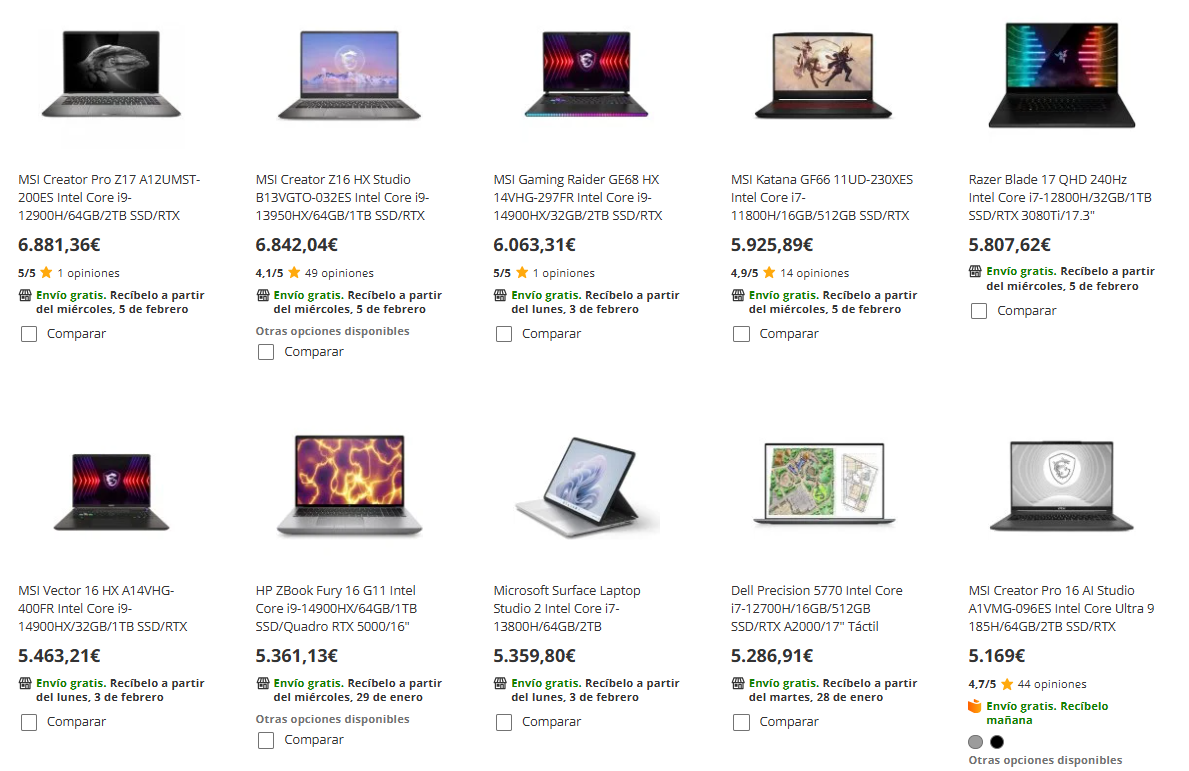 MSI Creator Pro Z17 A12UMST-
200ES Intel Core i9-
12900H/64GB/2TB SSD/RTX
6.881,36€
5/5 1 opiniones
Envío gratis. Recíbelo a partir
del miércoles, 5 de febrero
Comparar
MSI Creator Z16 HX Studio
B13VGTO-032ES Intel Core i9-
13950HX/64GB/1TB SSD/RTX
6.842,04€
4,1/5 49 opiniones
Envío gratis. Recíbelo a partir
del miércoles, 5 de febrero
Otras opciones disponibles
Comparar
MSI Gaming Raider GE68 HX
14VHG-297FR Intel Core i9-
14900HX/32GB/2TB SSD/RTX
6.063,31€
5/5 1 opiniones
Envío gratis. Recíbelo a partir
del lunes, 3 de febrero
Comparar
MSI Katana GF66 11UD-230XES
Intel Core i7-
11800H/16GB/512GB SSD/RTX
5.925,89€
4,9/5 14 opiniones
Envío gratis. Recíbelo a partir
del miércoles, 5 de febrero
Comparar
Razer Blade 17 QHD 240Hz
Intel Core i7-12800H/32GB/1TB
SSD/RTX 3080Ti/17.3"
5.807,62€
Envío gratis. Recíbelo a partir
del miércoles, 5 de febrero
Comparar
MSI Vector 16 HX A14VHG-
400FR Intel Core i9-
14900HX/32GB/1TB SSD/RTX
5.463,21€
Envío gratis. Recíbelo a partir
del lunes, 3 de febrero
Comparar
HP ZBook Fury 16 G11 Intel
Core i9-14900HX/64GB/1TB
SSD/Quadro RTX 5000/16"
5.361,13€
Envío gratis. Recíbelo a partir
del miércoles, 29 de enero
Otras opciones disponibles
Comparar
Microsoft Surface Laptop
Studio 2 Intel Core i7-
13800H/64GB/2TB
5.359,80€
Envío gratis. Recíbelo a partir
del lunes, 3 de febrero
Comparar
Dell Precision 5770 Intel Core
i7-12700H/16GB/512GB
SSD/RTX A2000/17" Táctil
5.286,91€
Envío gratis. Recíbelo a partir
del martes, 28 de enero
Comparar
MSI Creator Pro 16 AI Studio
A1VMG-096ES Intel Core Ultra 9
185H/64GB/2TB SSD/RTX
5.169€
4,7/5 44 opiniones
Envío gratis. Recíbelo
mañana
Otras opciones disponibles